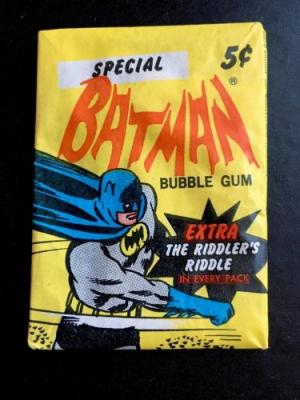 SPECIAL
5¢
BATMAN®
BUBBLE GUM
EXTRA
THE RIDDLER'S
RIDDLE
IN EVERY PACK